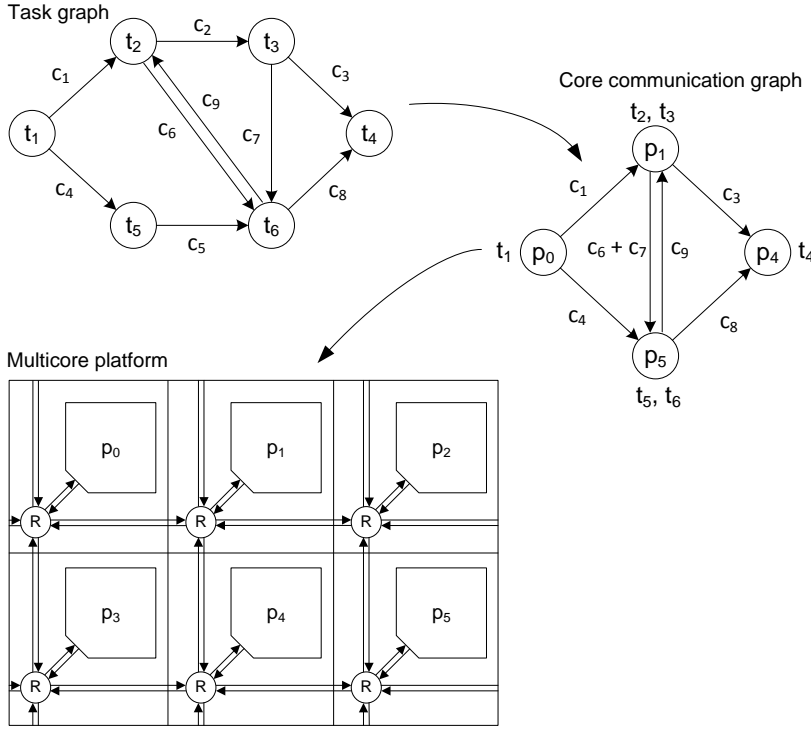 Task graph
t2
c2
t3
c1
c9
c3
t1
c6
c7
t4
c4
c8
t5
c5
t6
Core communication graph
t2, t3
p1
c1
c3
t1
p0
c6 + c7
c9
p4
t4
c4
c8
p5
t5, t6
Multicore platform
p0
p1
p2
R
R
R
p3
p4
p5
R
R
R